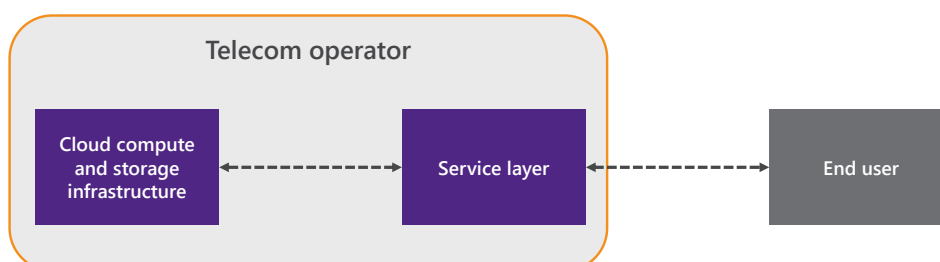 Telecom operator
Cloud compute
and storage
infrastructure
Service layer
End user